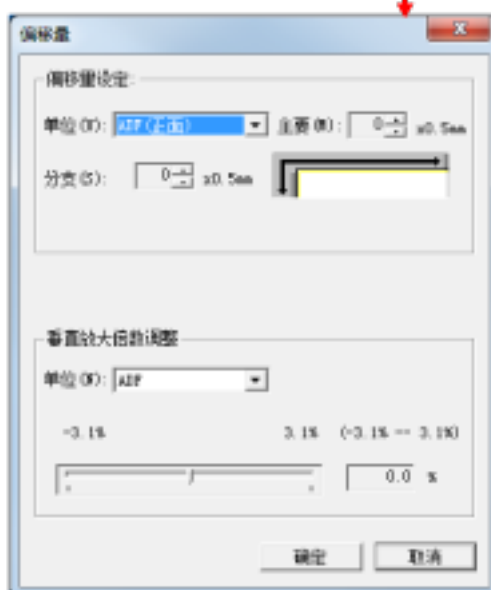 偏移量
偏移量设定:
单位(U): ADF(正面) 主要(M): 0 x0.5mm
分支(S): 0 x0.5mm
垂直放大倍数调整
单位(N): ADF
-3.1% 3.1% (-3.1% -- 3.1%)
0.0 %
确定 取消